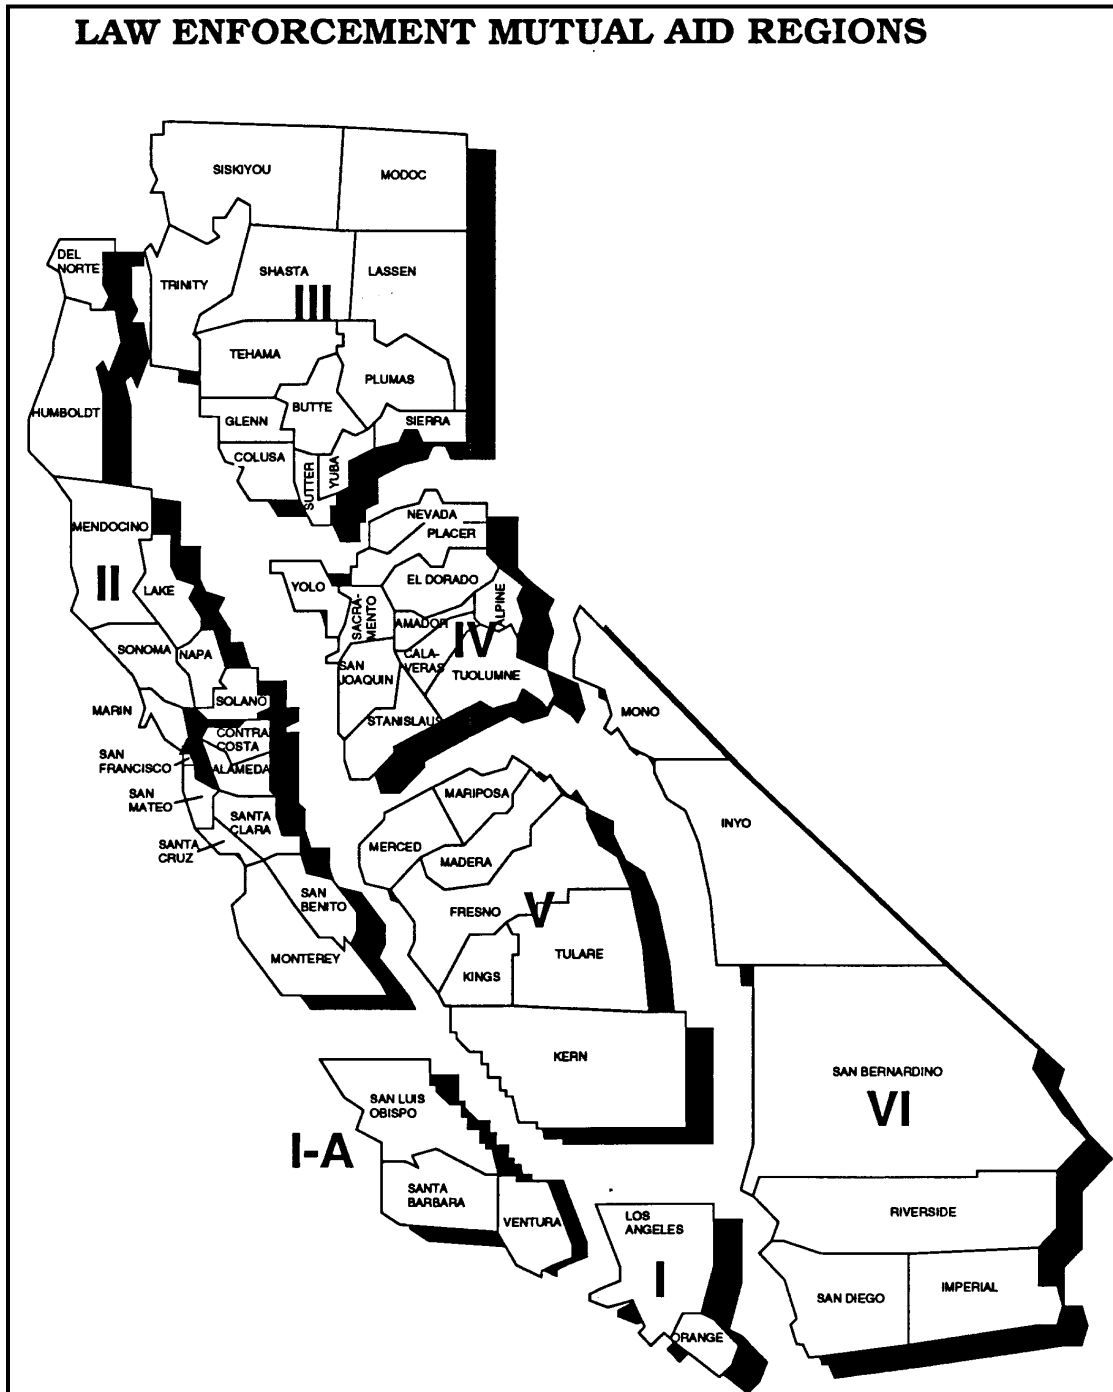 LAW ENFORCEMENT MUTUAL AID REGIONS
SISKIYOU
MODOC
DEL
NORTE
TRINITY
SHASTA
LASSEN
III
TEHAMA
PLUMAS
HUMBOLDT
GLENN
BUTTE
SIERRA
COLUSA
SUTTER
YUBA
MENDOCINO
II
LAKE
SONOMA
NAPA
SOLANO
MARIN
CONTRA
COSTA
SAN
FRANCISCO
ALAMEDA
SAN
MATEO
SANTA
CLARA
SANTA
CRUZ
SAN
BENITO
MONTEREY
NEVADA
PLACER
YOLO
EL DORADO
SACRA-
MENTO
AMADOR
ALPINE
IV
CALA-
VERAS
SAN
JOAQUIN
TUOLUMNE
STANISLAUS
MONO
INYO
MARIPOSA
MERCED
MADERA
FRESNO
V
KINGS
TULARE
KERN
SAN LUIS
OBISPO
I-A
SANTA
BARBARA
VENTURA
LOS
ANGELES
I
ORANGE
SAN BERNARDINO
VI
RIVERSIDE
SAN DIEGO
IMPERIAL